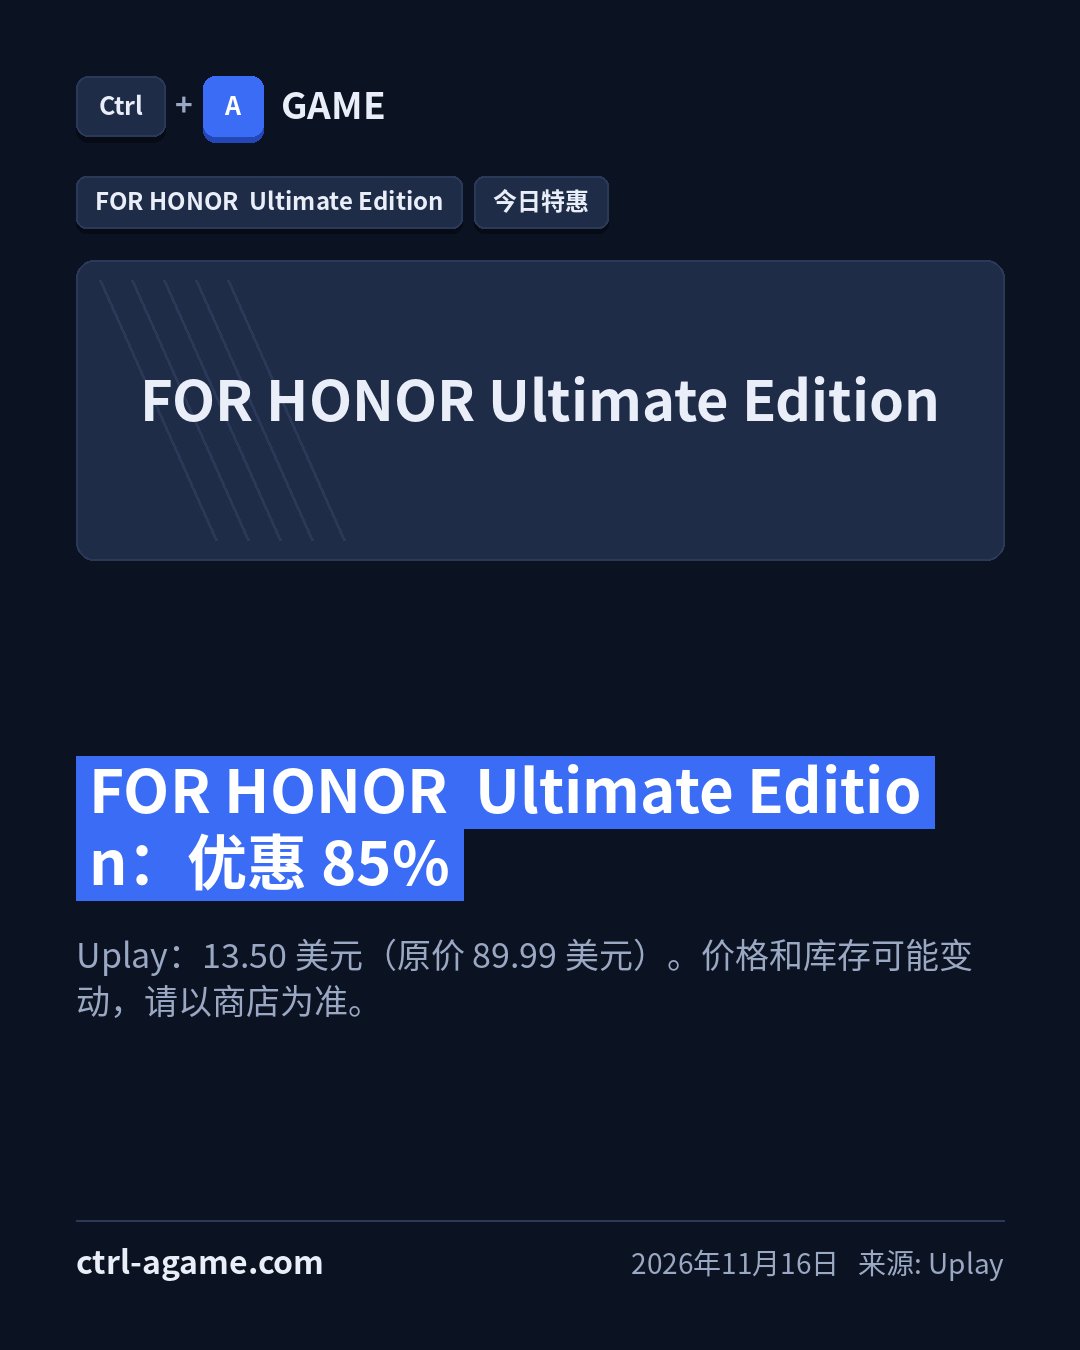 Ctrl + A GAME
FOR HONOR  Ultimate Edition 今日特惠
FOR HONOR Ultimate Edition
FOR HONOR  Ultimate Editio
n：优惠 85%
Uplay：13.50 美元（原价 89.99 美元）。价格和库存可能变
动，请以商店为准。
ctrl-agame.com 2026年11月16日 来源: Uplay